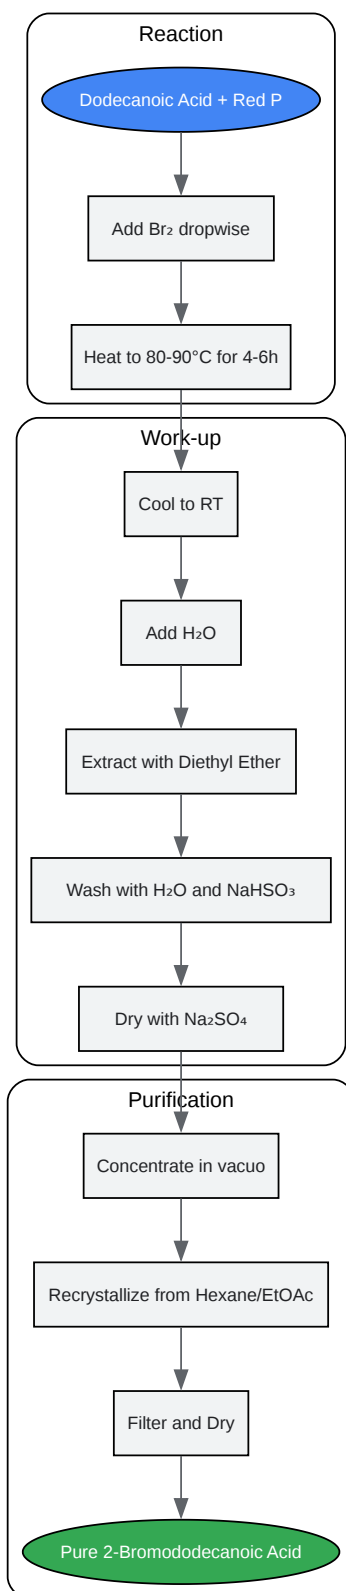 Reaction
Dodecanoic Acid + Red P
Add Br₂ dropwise
Heat to 80-90°C for 4-6h
Work-up
Cool to RT
Add H₂O
Extract with Diethyl Ether
Wash with H₂O and NaHSO₃
Dry with Na₂SO₄
Purification
Concentrate in vacuo
Recrystallize from Hexane/EtOAc
Filter and Dry
Pure 2-Bromododecanoic Acid